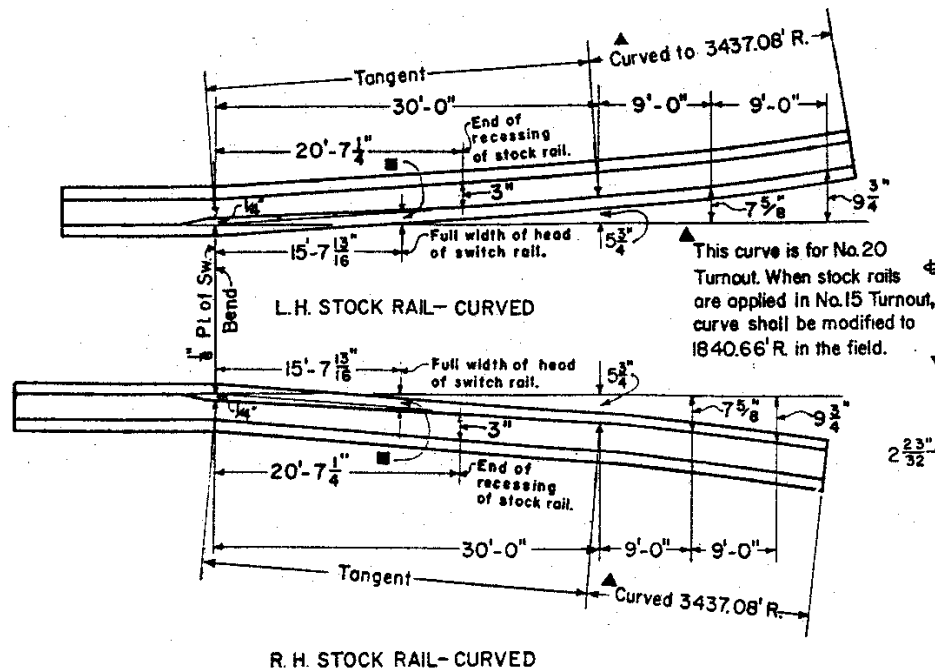 ▲ Curved to 3437.08' R.
Tangent
30'-0" 9'-0" 9'-0"
20'-7 1/4"
End of
recessing
of stock rail.
■
3"
1/4"
7 5/8"
9 3/4"
5 3/4"
15'-7 13/16"
Full width of head
of switch rail.
▲ This curve is for No. 20
Turnout. When stock rails
are applied in No. 15 Turnout,
curve shall be modified to
1840.66' R. in the field.
Pt. of Sw.
Bend
L.H. STOCK RAIL-CURVED
15'-7 13/16"
Full width of head
of switch rail.
5 3/4"
7 5/8"
9 3/4"
1/4"
3"
2 23/32"
■
20'-7 1/4"
End of
recessing
of stock rail.
30'-0" 9'-0" 9'-0"
Tangent
▲ Curved 3437.08' R.
R. H. STOCK RAIL-CURVED